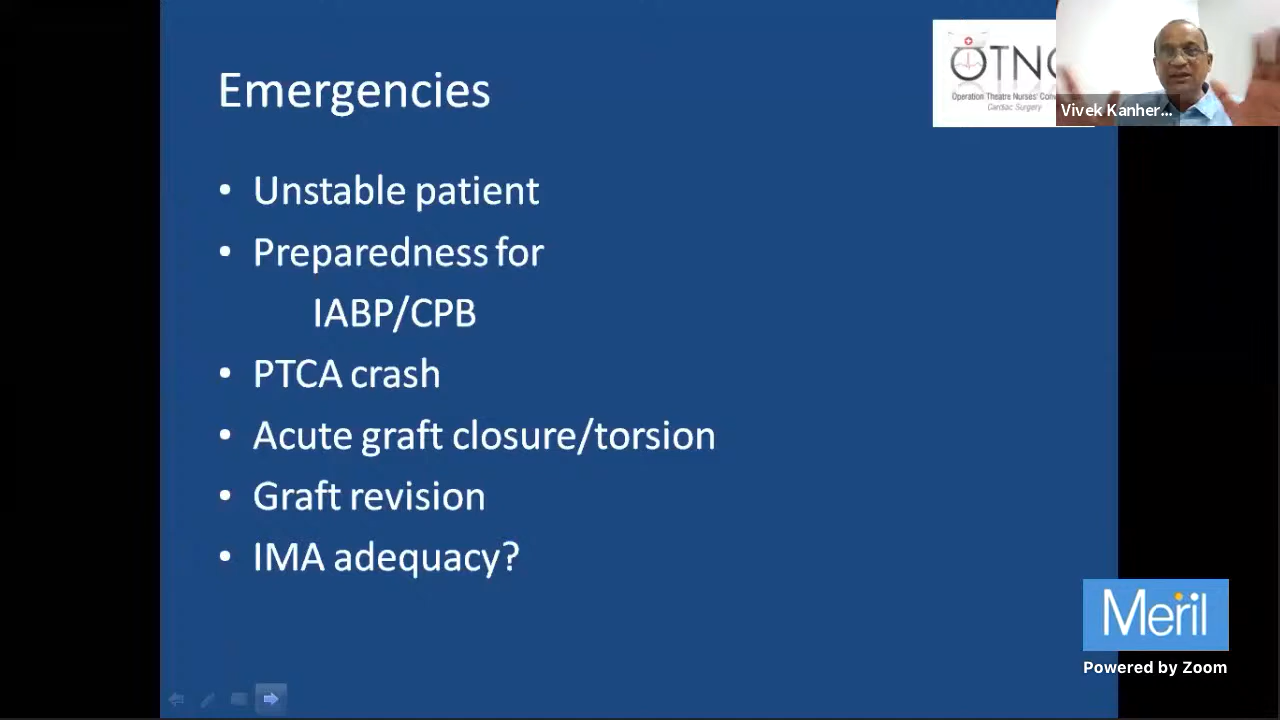 Emergencies
• Unstable patient
• Preparedness for
IABP/CPB
• PTCA crash
• Acute graft closure/torsion
• Graft revision
• IMA adequacy?
OTNC
Operation Theatre Nurses'
Cardiac Surgery
Vivek Kanher...
Meril
Powered by Zoom